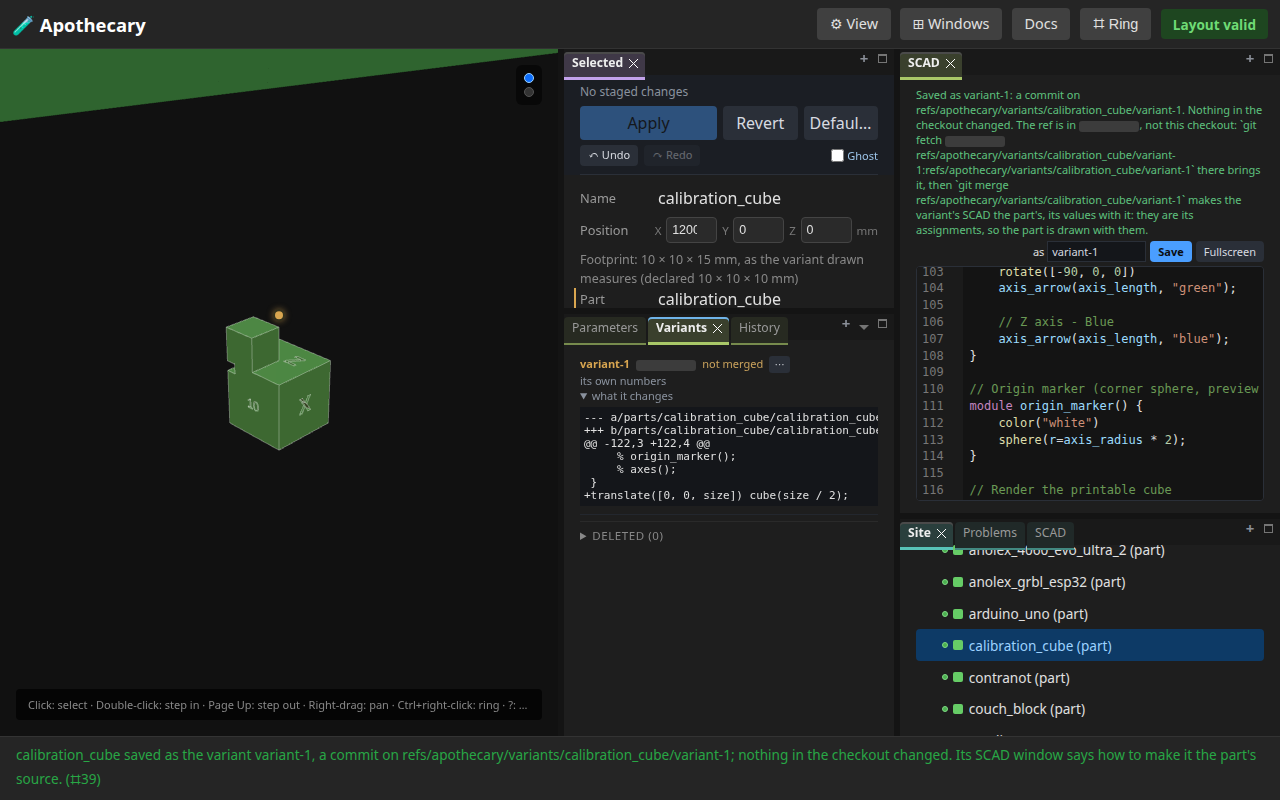 🧪 Apothecary
⚙ View
⊞ Windows
Docs
⌗ Ring
Layout valid
Selected
No staged changes
Apply
Revert
Defaul...
↶ Undo
↷ Redo
Ghost
Name calibration_cube
Position X 1200 Y 0 Z 0 mm
Footprint: 10 × 10 × 15 mm, as the variant drawn
measures (declared 10 × 10 × 10 mm)
Part calibration_cube
Parameters
Variants
History
variant-1 not merged ...
its own numbers
▼ what it changes
--- a/parts/calibration_cube/calibration_cube
+++ b/parts/calibration_cube/calibration_cube
@@ -122,3 +122,4 @@
% origin_marker();
% axes();
}
+translate([0, 0, size]) cube(size / 2);
▶ DELETED (0)
SCAD
Saved as variant-1: a commit on
refs/apothecary/variants/calibration_cube/variant-1. Nothing in the
checkout changed. The ref is in , not this checkout: `git
fetch
refs/apothecary/variants/calibration_cube/variant-
1:refs/apothecary/variants/calibration_cube/variant-1` there brings
it, then `git merge
refs/apothecary/variants/calibration_cube/variant-1` makes the
variant's SCAD the part's, its values with it: they are its
assignments, so the part is drawn with them.
as variant-1 Save Fullscreen
103 rotate([-90, 0, 0])
104 axis_arrow(axis_length, "green");
105
106 // Z axis - Blue
107 axis_arrow(axis_length, "blue");
108 }
109
110 // Origin marker (corner sphere, preview
111 module origin_marker() {
112 color("white")
113 sphere(r=axis_radius * 2);
114 }
115
116 // Render the printable cube
Site
Problems
SCAD
anolex_4060_evo_ultra_2 (part)
anolex_grbl_esp32 (part)
arduino_uno (part)
calibration_cube (part)
contranot (part)
couch_block (part)
10
X
Click: select · Double-click: step in · Page Up: step out · Right-drag: pan · Ctrl+right-click: ring · ?: ...
calibration_cube saved as the variant variant-1, a commit on refs/apothecary/variants/calibration_cube/variant-1; nothing in the checkout changed. Its SCAD window says how to make it the part's
source. (⌗39)